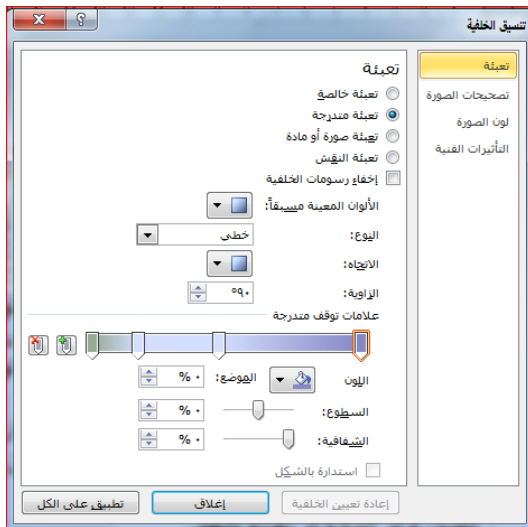 تنسيق الخلفية
تعبئة
تصحيحات الصورة
لون الصورة
التأثيرات الفنية
تعبئة
تعبئة خالصة
تعبئة متدرجة
تعبئة صورة أو مادة
تعبئة النقش
إخفاء رسومات الخلفية
الألوان المعينة مسبقاً:
النوع: خطي
الاتجاه:
الزاوية: ٩٠°
علامات توقف متدرجة
اللون الموضع: ٠ %
السطوع: ٠ %
الشفافية: ٠ %
استدارة بالشكل
إعادة تعيين الخلفية إغلاق تطبيق على الكل